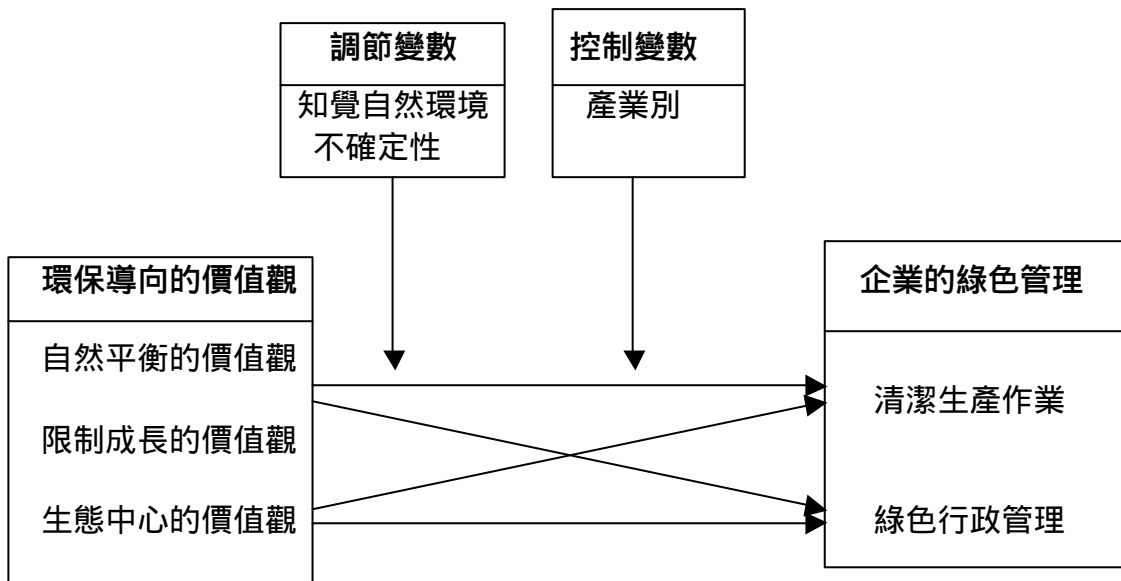 調節變數
知覺自然環境
不確定性
控制變數
產業別
環保導向的價值觀
自然平衡的價值觀
限制成長的價值觀
生態中心的價值觀
企業的綠色管理
清潔生產作業
綠色行政管理